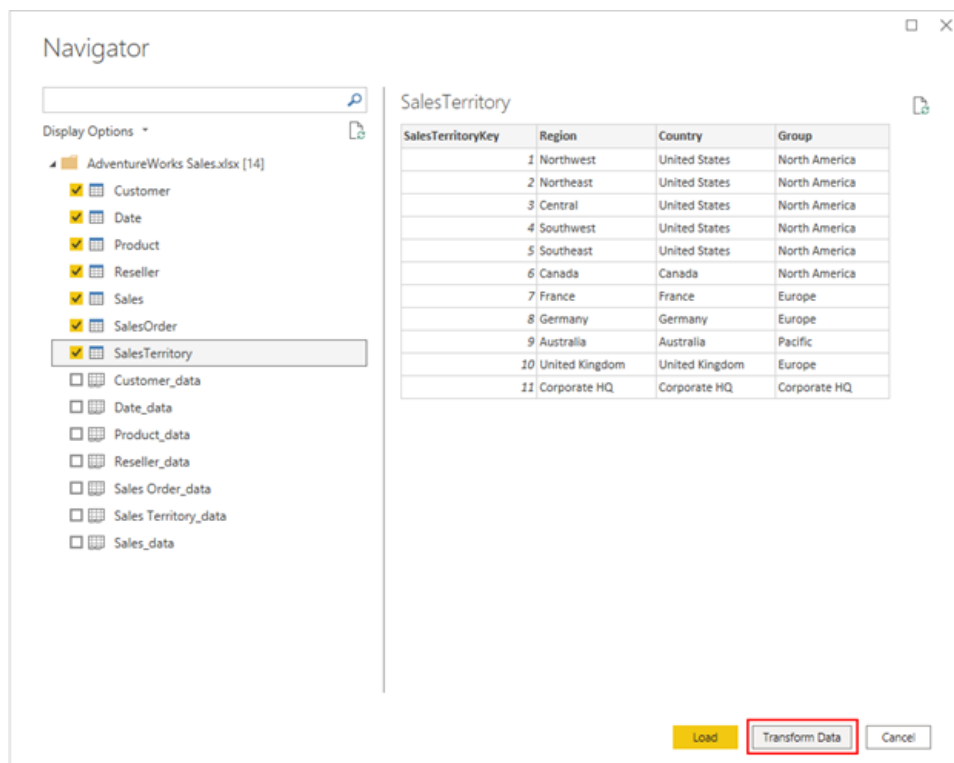 Navigator
Display Options
AdventureWorks Sales.xlsx [14]
Customer
Date
Product
Reseller
Sales
SalesOrder
SalesTerritory
Customer_data
Date_data
Product_data
Reseller_data
Sales Order_data
Sales Territory_data
Sales_data
SalesTerritory
SalesTerritoryKey Region Country Group
1 Northwest United States North America
2 Northeast United States North America
3 Central United States North America
4 Southwest United States North America
5 Southeast United States North America
6 Canada Canada North America
7 France France Europe
8 Germany Germany Europe
9 Australia Australia Pacific
10 United Kingdom United Kingdom Europe
11 Corporate HQ Corporate HQ Corporate HQ
Load Transform Data Cancel